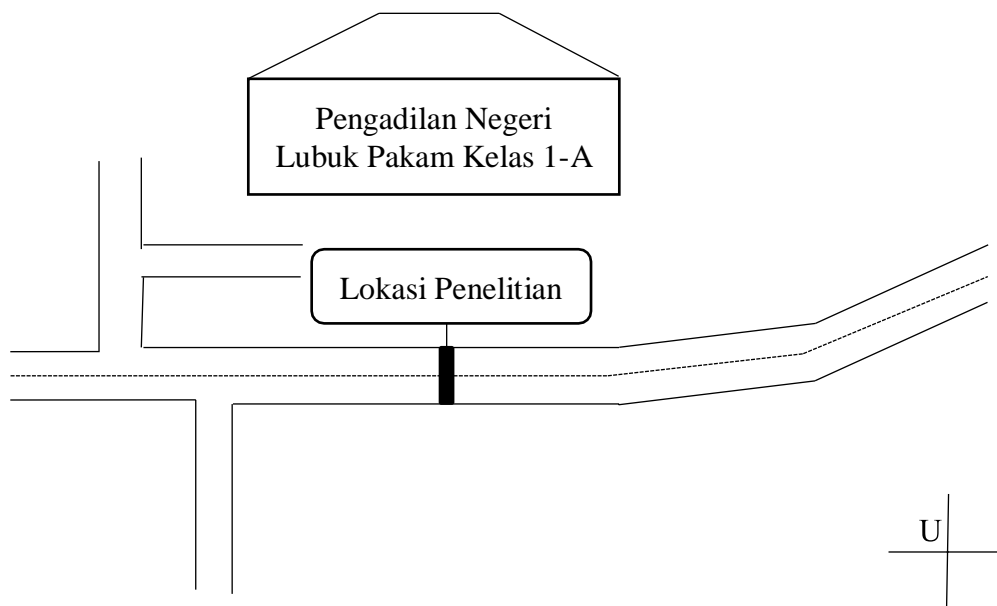 Pengadilan Negeri
Lubuk Pakam Kelas 1-A
Lokasi Penelitian
U